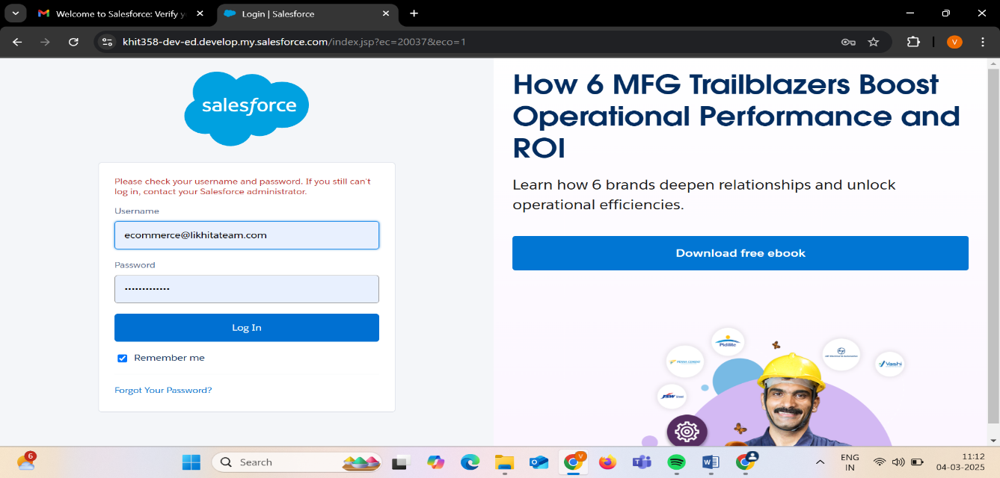 Welcome to Salesforce: Verify y
Login | Salesforce
khit358-dev-ed.develop.my.salesforce.com/index.jsp?ec=20037&eco=1
V
salesforce
Please check your username and password. If you still can't
log in, contact your Salesforce administrator.
Username
ecommerce@likhitateam.com
Password
Log In
Remember me
Forgot Your Password?
How 6 MFG Trailblazers Boost
Operational Performance and
ROI
Learn how 6 brands deepen relationships and unlock
operational efficiencies.
Download free ebook
Pidilite
Vashi
JSW Steel
6
Search
V
ENG
IN
11:12
04-03-2025